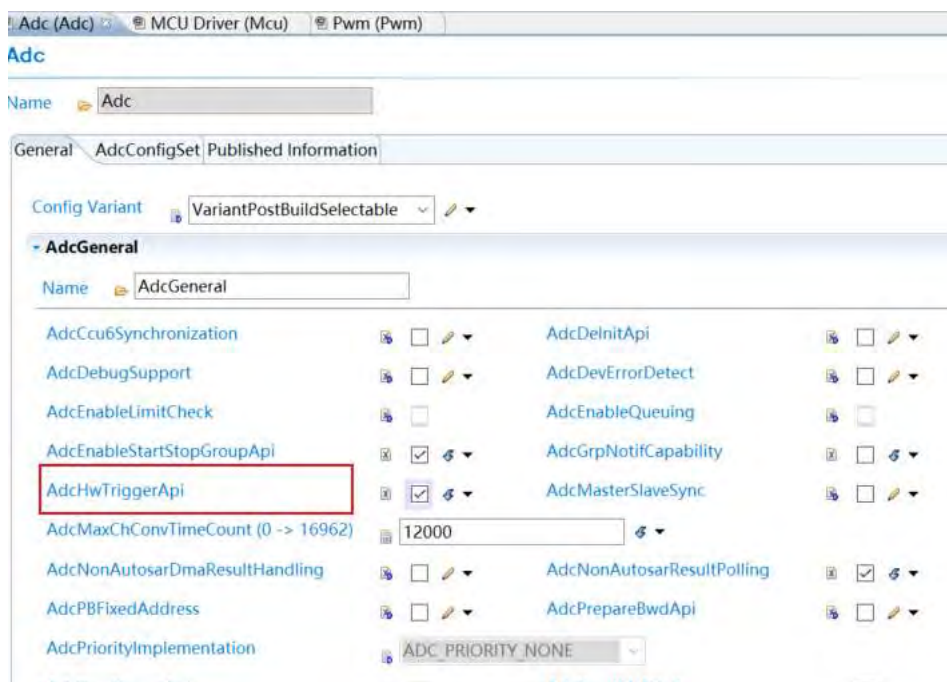 Adc (Adc) MCU Driver (Mcu) Pwm (Pwm)
Adc
Name Adc
General AdcConfigSet Published Information
Config Variant VariantPostBuildSelectable
AdcGeneral
Name AdcGeneral
AdcCcu6Synchronization AdcDeInitApi
AdcDebugSupport AdcDevErrorDetect
AdcEnableLimitCheck AdcEnableQueuing
AdcEnableStartStopGroupApi AdcGrpNotifCapability
AdcHwTriggerApi AdcMasterSlaveSync
AdcMaxChConvTimeCount (0 -> 16962) 12000
AdcNonAutosarDmaResultHandling AdcNonAutosarResultPolling
AdcPBFixedAddress AdcPrepareBwdApi
AdcPriorityImplementation ADC_PRIORITY_NONE